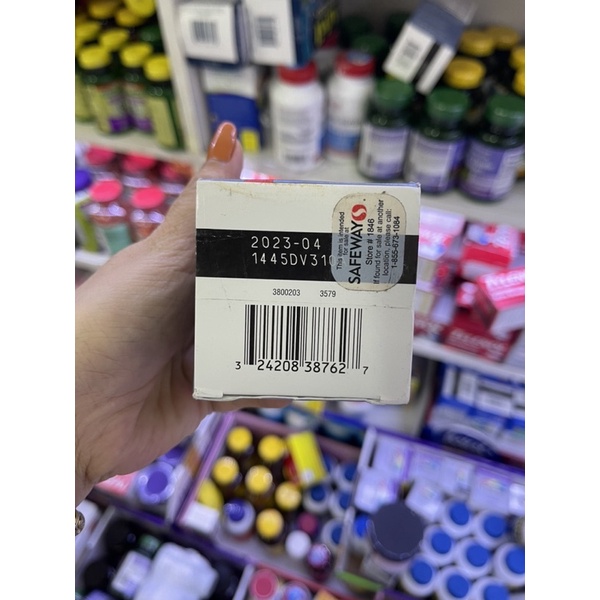 2023-04
1445DV310
This item is intended
for sale at
SAFEWAY
Store # 1846
If found for sale at another
location, please call:
1-855-673-1084
3800203 3579
3 24208 38762 7